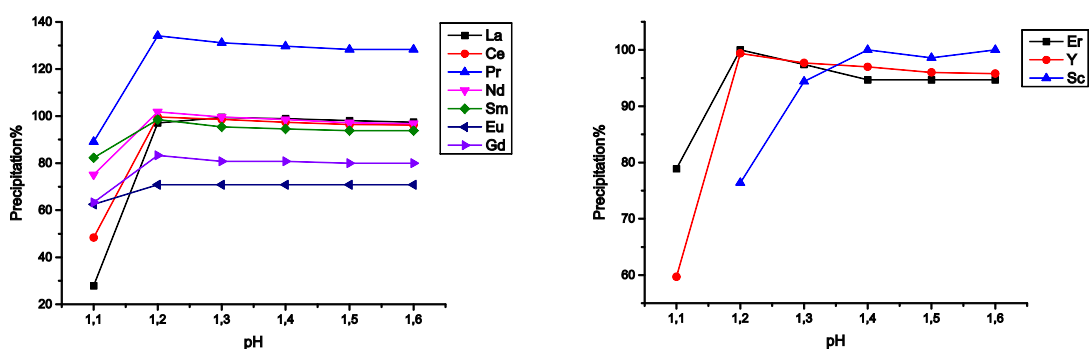 140
120
100
80
60
40
20
Precipitation%
1,1 1,2 1,3 1,4 1,5 1,6
pH
La
Ce
Pr
Nd
Sm
Eu
Gd
100
90
80
70
60
Precipitation%
1,1 1,2 1,3 1,4 1,5 1,6
pH
Er
Y
Sc